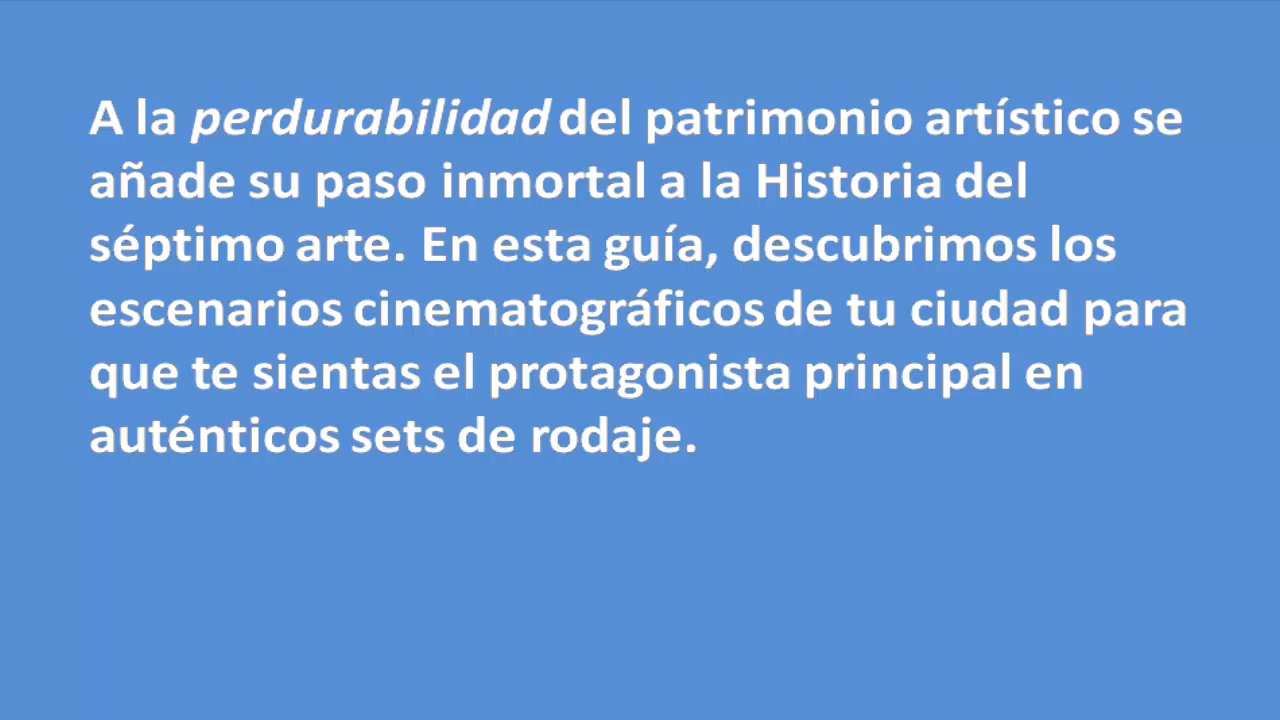 A la perdurabilidad del patrimonio artístico se
añade su paso inmortal a la Historia del
séptimo arte. En esta guía, descubrimos los
escenarios cinematográficos de tu ciudad para
que te sientas el protagonista principal en
auténticos sets de rodaje.